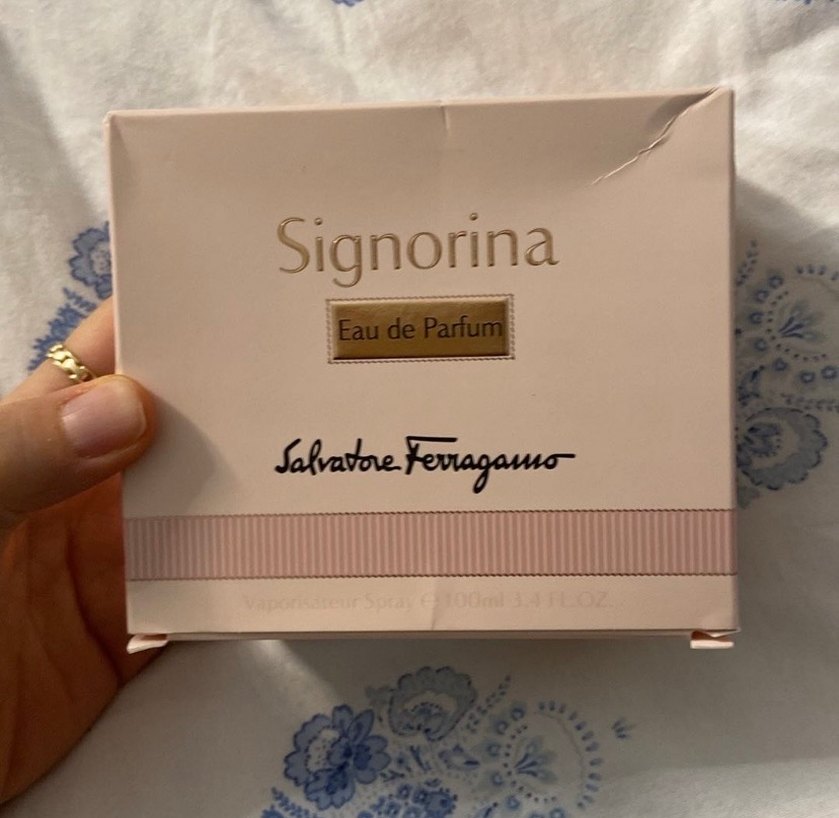 Signorina
Eau de Parfum
Salvatore Ferragamo
Vaporisateur Spray ℮ 100ml 3.4 FL.OZ.